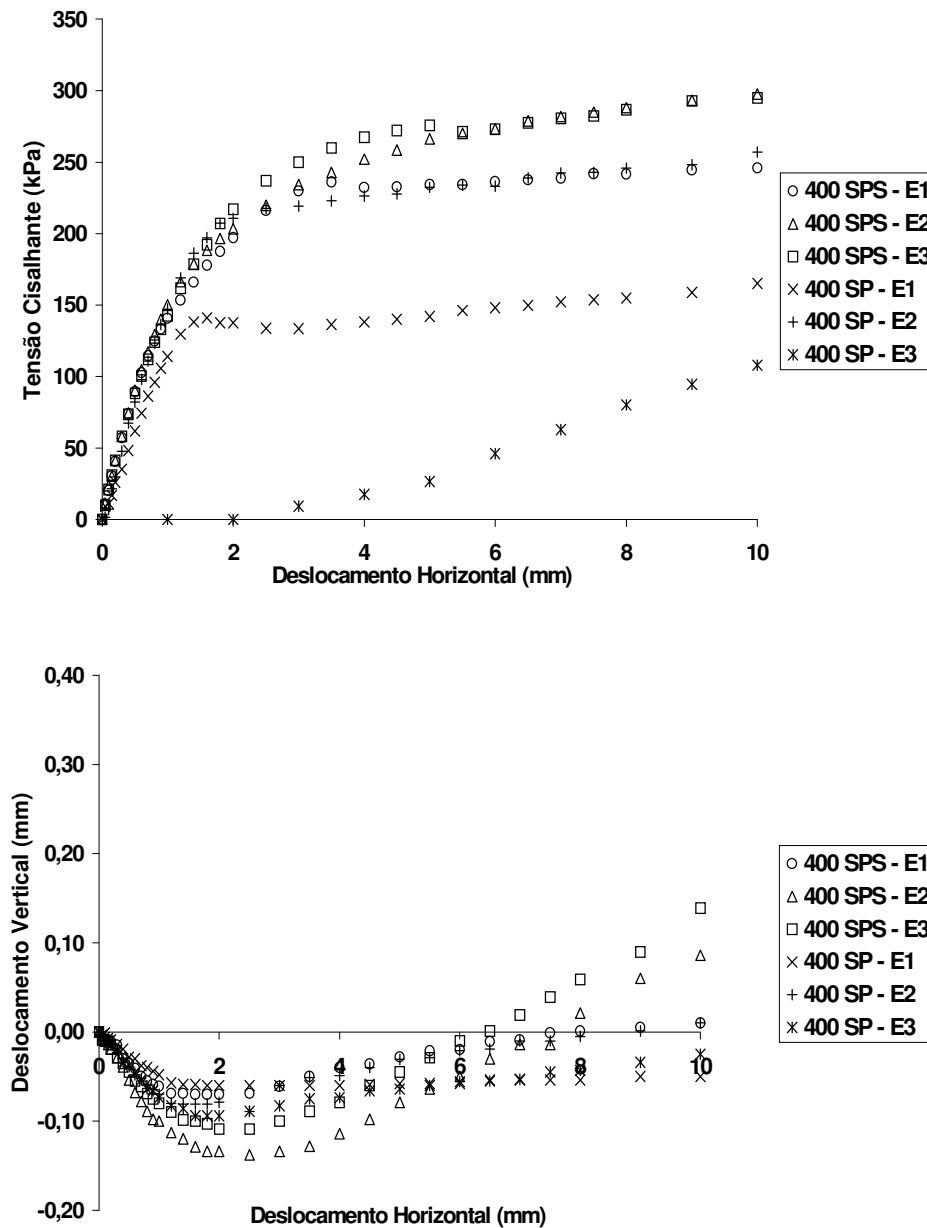 350
300
250
200
150
100
50
0
Tensão Cisalhante (kPa)
0 2 4 6 8 10
Deslocamento Horizontal (mm)
400 SPS - E1
400 SPS - E2
400 SPS - E3
400 SP - E1
400 SP - E2
400 SP - E3
0,40
0,30
0,20
0,10
0,00
-0,10
-0,20
Deslocamento Vertical (mm)
0 2 4 6 8 10
Deslocamento Horizontal (mm)
400 SPS - E1
400 SPS - E2
400 SPS - E3
400 SP - E1
400 SP - E2
400 SP - E3